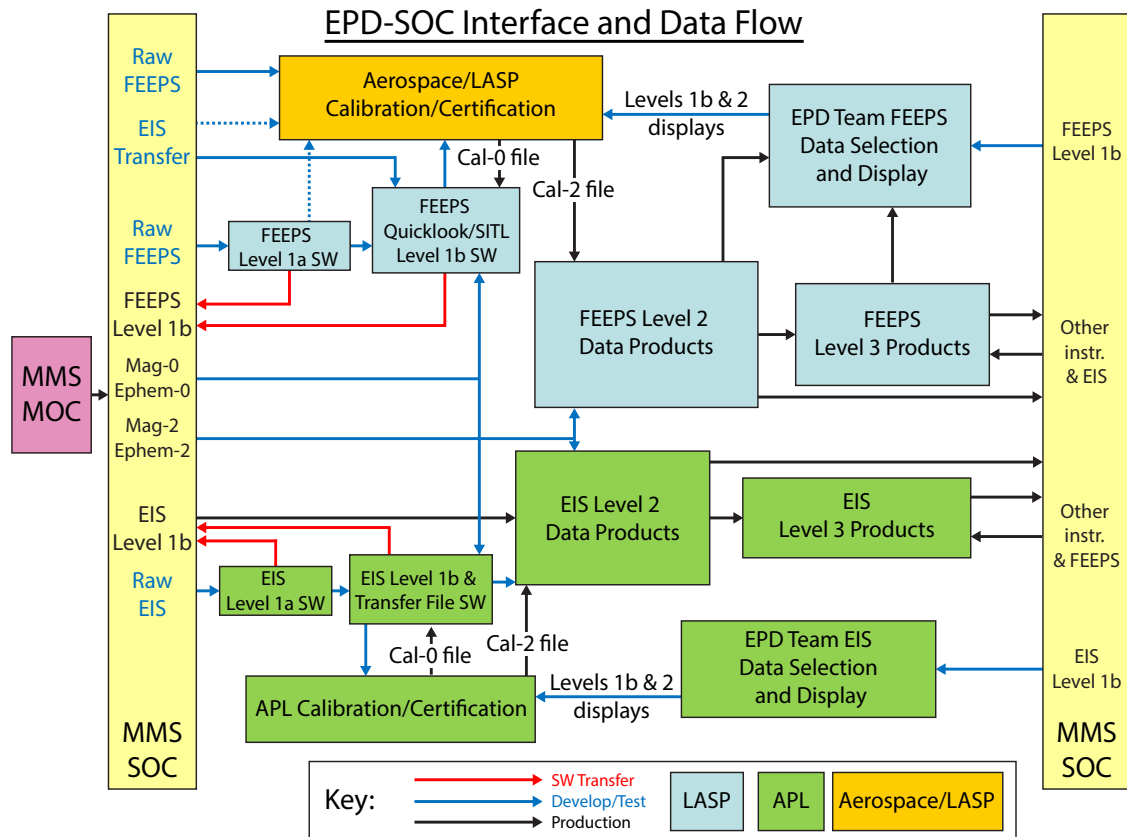 EPD-SOC Interface and Data Flow
Raw
FEEPS
EIS
Transfer
Raw
FEEPS
FEEPS
Level 1b
Mag-0
Ephem-0
Mag-2
Ephem-2
EIS
Level 1b
Raw
EIS
MMS
SOC
MMS
MOC
Aerospace/LASP
Calibration/Certification
Cal-0 file
Cal-2 file
Levels 1b & 2
displays
EPD Team FEEPS
Data Selection
and Display
FEEPS
Level 1a SW
FEEPS
Quicklook/SITL
Level 1b SW
FEEPS Level 2
Data Products
FEEPS
Level 3 Products
EIS Level 2
Data Products
EIS
Level 3 Products
EIS
Level 1a SW
EIS Level 1b &
Transfer File SW
Cal-0 file
Cal-2 file
APL Calibration/Certification
Levels 1b & 2
displays
EPD Team EIS
Data Selection
and Display
FEEPS
Level 1b
Other
instr.
& EIS
Other
instr.
& FEEPS
EIS
Level 1b
MMS
SOC
Key:
SW Transfer
Develop/Test
Production
LASP
APL
Aerospace/LASP